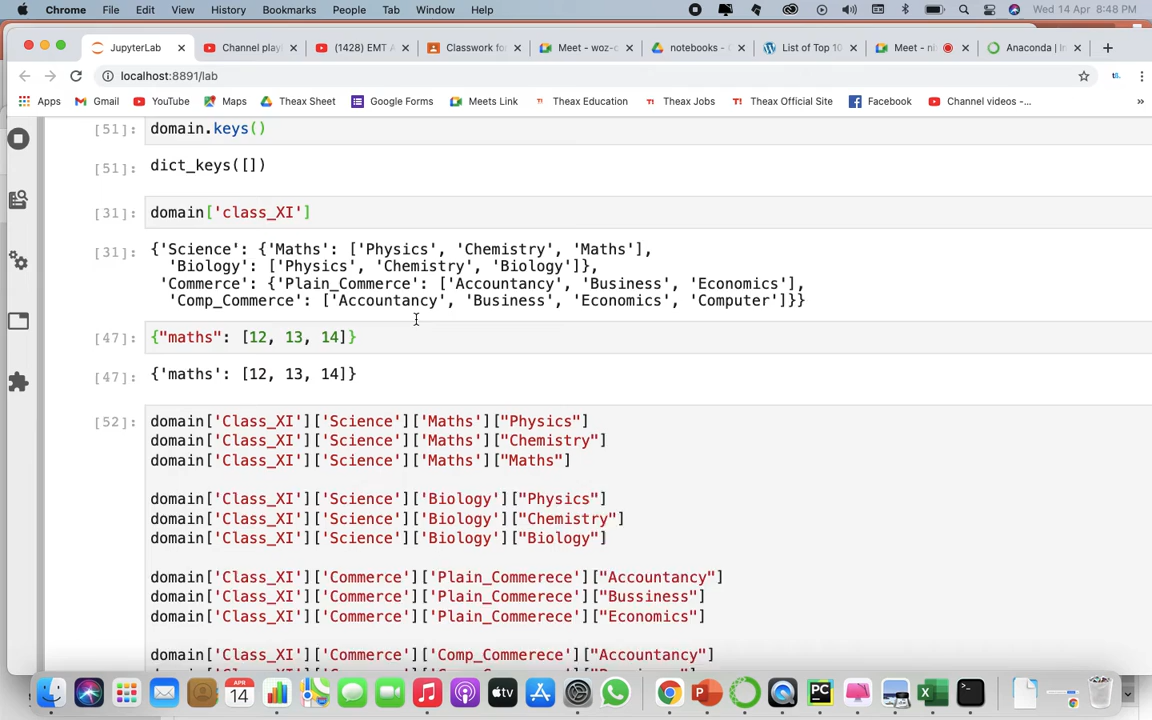 Chrome File Edit View History Bookmarks People Tab Window Help Wed 14 Apr 8:48 PM
JupyterLab Channel play (1428) EMT A Classwork fo Meet - woz-c notebooks - G List of Top 10 Meet - ni Anaconda | In
localhost:8891/lab
Apps Gmail YouTube Maps Theax Sheet Google Forms Meets Link Theax Education Theax Jobs Theax Official Site Facebook Channel videos -... »
[51]: domain.keys()
[51]: dict_keys([])
[31]: domain['class_XI']
[31]: {'Science': {'Maths': ['Physics', 'Chemistry', 'Maths'],
'Biology': ['Physics', 'Chemistry', 'Biology']},
'Commerce': {'Plain_Commerce': ['Accountancy', 'Business', 'Economics'],
'Comp_Commerce': ['Accountancy', 'Business', 'Economics', 'Computer']}}
[47]: {"maths": [12, 13, 14]}
[47]: {'maths': [12, 13, 14]}
[52]: domain['Class_XI']['Science']['Maths']["Physics"]
domain['Class_XI']['Science']['Maths']["Chemistry"]
domain['Class_XI']['Science']['Maths']["Maths"]
domain['Class_XI']['Science']['Biology']["Physics"]
domain['Class_XI']['Science']['Biology']["Chemistry"]
domain['Class_XI']['Science']['Biology']["Biology"]
domain['Class_XI']['Commerce']['Plain_Commerece']["Accountancy"]
domain['Class_XI']['Commerce']['Plain_Commerece']["Bussiness"]
domain['Class_XI']['Commerce']['Plain_Commerece']["Economics"]
domain['Class_XI']['Commerce']['Comp_Commerece']["Accountancy"]
APR
14
tv
P
PC
X